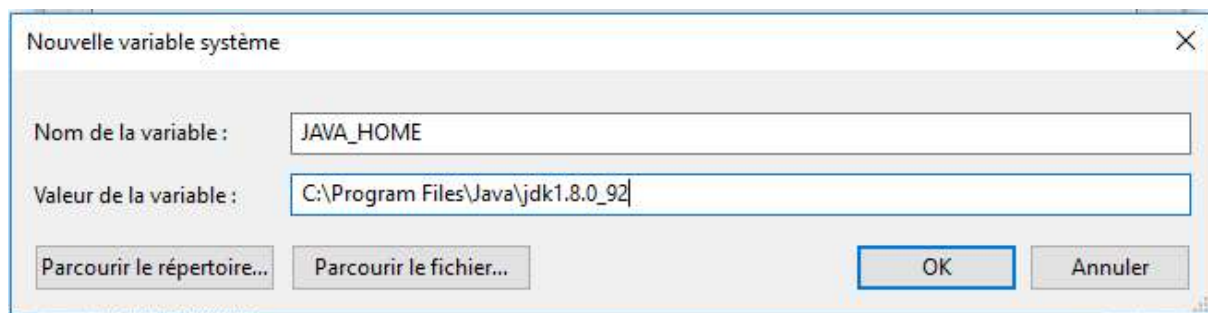 Nouvelle variable système
Nom de la variable :
JAVA_HOME
Valeur de la variable :
C:\Program Files\Java\jdk1.8.0_92
Parcourir le répertoire...
Parcourir le fichier...
OK
Annuler